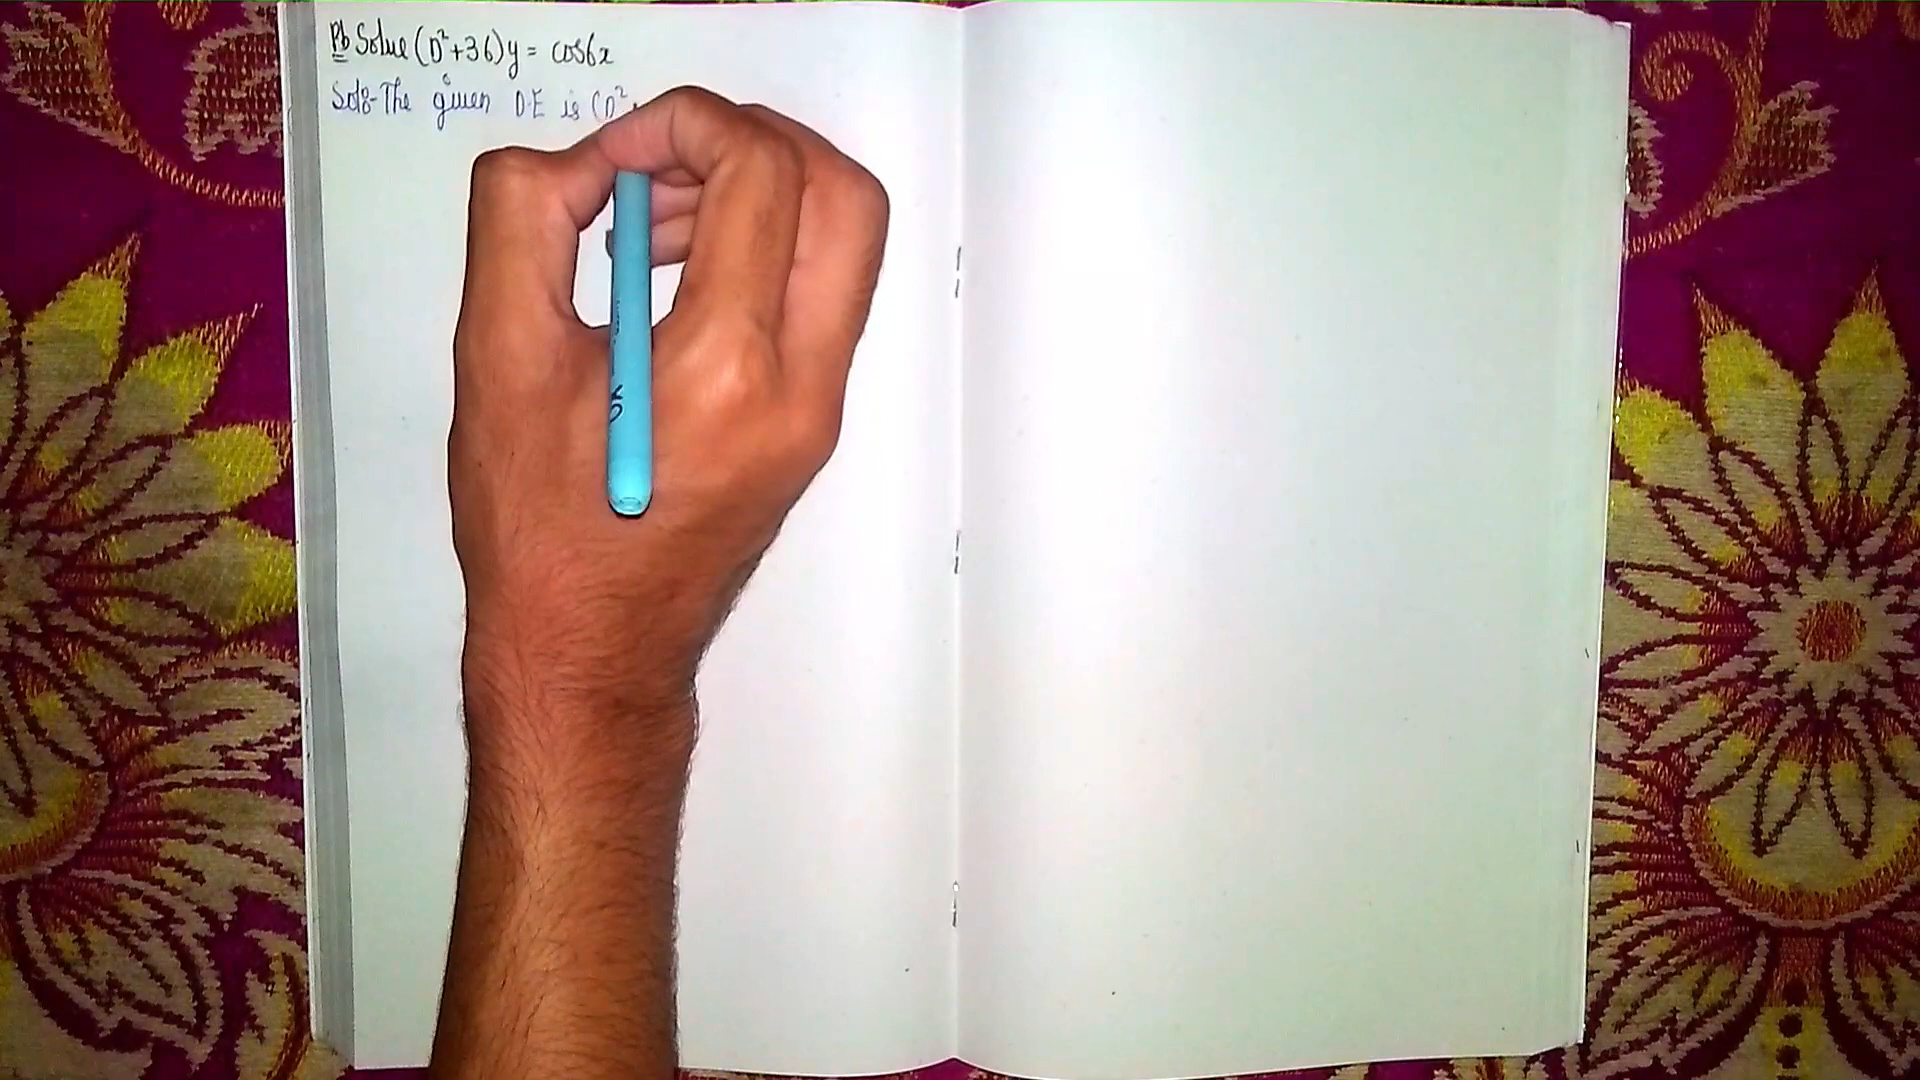 Pb Solve (D²+36)y = cos6x
Sol:- The given D.E is (D²